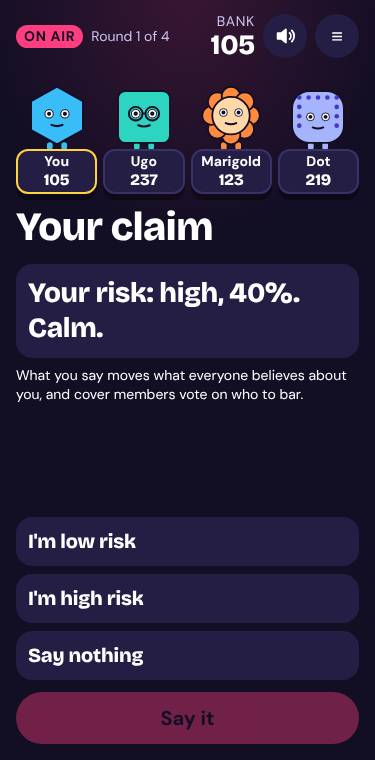 ON AIR
Round 1 of 4
BANK
105
You
105
Ugo
237
Marigold
123
Dot
219
Your claim
Your risk: high, 40%.
Calm.
What you say moves what everyone believes about
you, and cover members vote on who to bar.
I'm low risk
I'm high risk
Say nothing
Say it